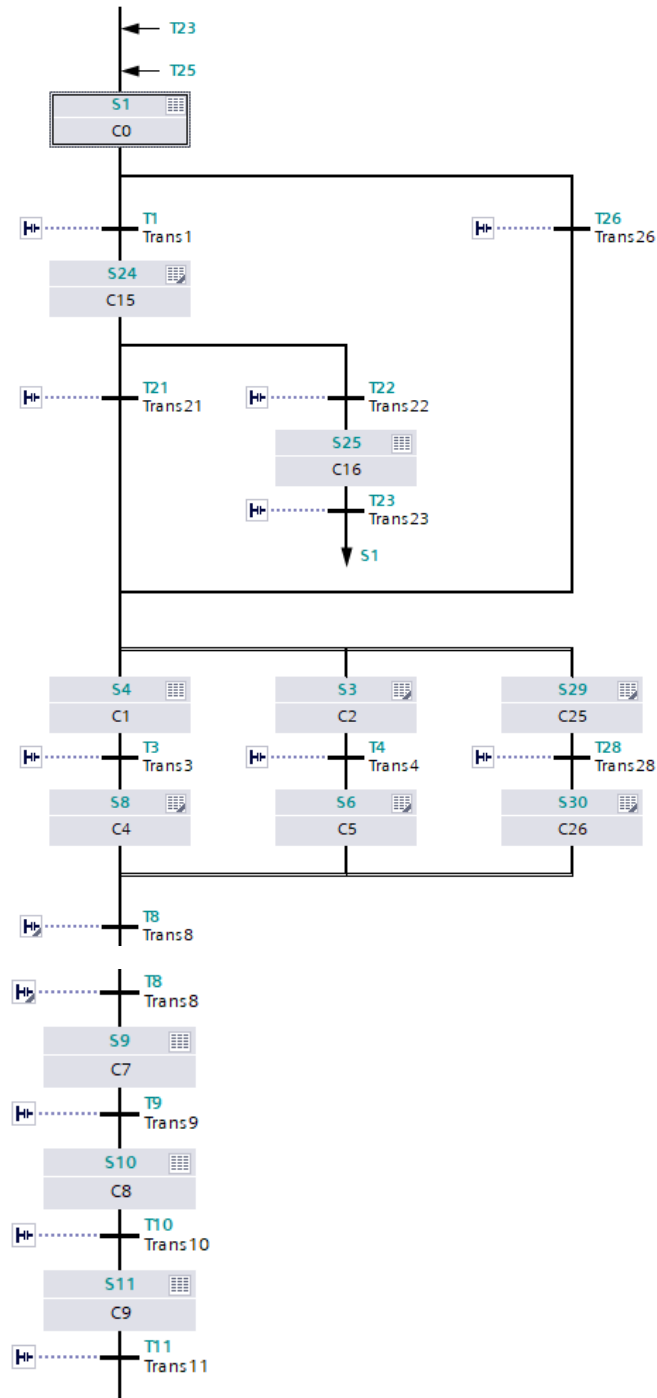 T23
T25
S1
C0
T1
Trans1
T26
Trans26
S24
C15
T21
Trans21
T22
Trans22
S25
C16
T23
Trans23
S1
S4
C1
S3
C2
S29
C25
T3
Trans3
T4
Trans4
T28
Trans28
S8
C4
S6
C5
S30
C26
T8
Trans8
T8
Trans8
S9
C7
T9
Trans9
S10
C8
T10
Trans10
S11
C9
T11
Trans11